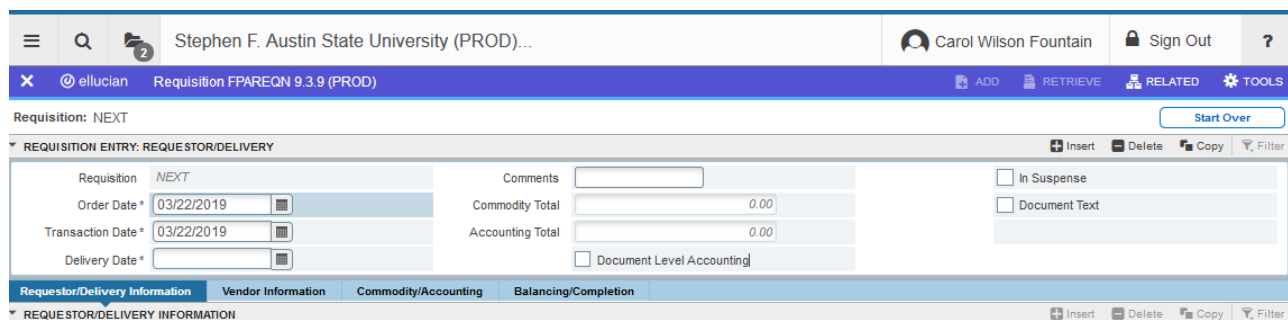 2 Stephen F. Austin State University (PROD)... Carol Wilson Fountain Sign Out ?
ellucian Requisition FPAREQN 9.3.9 (PROD) ADD RETRIEVE RELATED TOOLS
Requisition: NEXT Start Over
REQUISITION ENTRY: REQUESTOR/DELIVERY Insert Delete Copy Filter
Requisition NEXT Comments In Suspense
Order Date* 03/22/2019 Commodity Total 0.00 Document Text
Transaction Date* 03/22/2019 Accounting Total 0.00
Delivery Date* Document Level Accounting
Requestor/Delivery Information Vendor Information Commodity/Accounting Balancing/Completion
REQUESTOR/DELIVERY INFORMATION Insert Delete Copy Filter